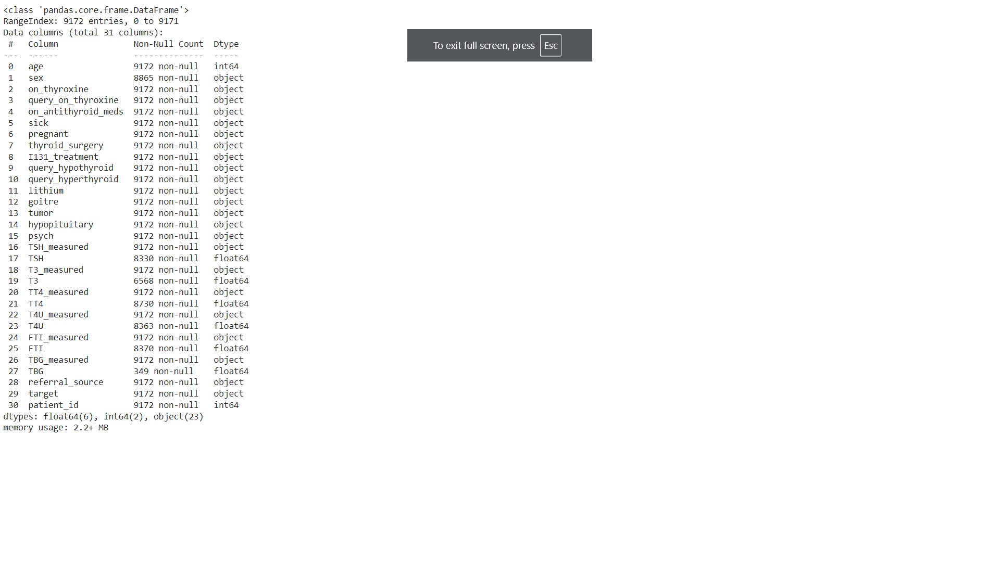 <class 'pandas.core.frame.DataFrame'>
RangeIndex: 9172 entries, 0 to 9171
Data columns (total 31 columns):
 #   Column               Non-Null Count  Dtype
---  ------               --------------  -----
 0   age                  9172 non-null   int64
 1   sex                  8865 non-null   object
 2   on_thyroxine         9172 non-null   object
 3   query_on_thyroxine   9172 non-null   object
 4   on_antithyroid_meds  9172 non-null   object
 5   sick                 9172 non-null   object
 6   pregnant             9172 non-null   object
 7   thyroid_surgery      9172 non-null   object
 8   I131_treatment       9172 non-null   object
 9   query_hypothyroid    9172 non-null   object
 10  query_hyperthyroid   9172 non-null   object
 11  lithium              9172 non-null   object
 12  goitre               9172 non-null   object
 13  tumor                9172 non-null   object
 14  hypopituitary        9172 non-null   object
 15  psych                9172 non-null   object
 16  TSH_measured         9172 non-null   object
 17  TSH                  8330 non-null   float64
 18  T3_measured          9172 non-null   object
 19  T3                   6568 non-null   float64
 20  TT4_measured         9172 non-null   object
 21  TT4                  8730 non-null   float64
 22  T4U_measured         9172 non-null   object
 23  T4U                  8363 non-null   float64
 24  FTI_measured         9172 non-null   object
 25  FTI                  8370 non-null   float64
 26  TBG_measured         9172 non-null   object
 27  TBG                  349 non-null    float64
 28  referral_source      9172 non-null   object
 29  target               9172 non-null   object
 30  patient_id           9172 non-null   int64
dtypes: float64(6), int64(2), object(23)
memory usage: 2.2+ MB
To exit full screen, press Esc